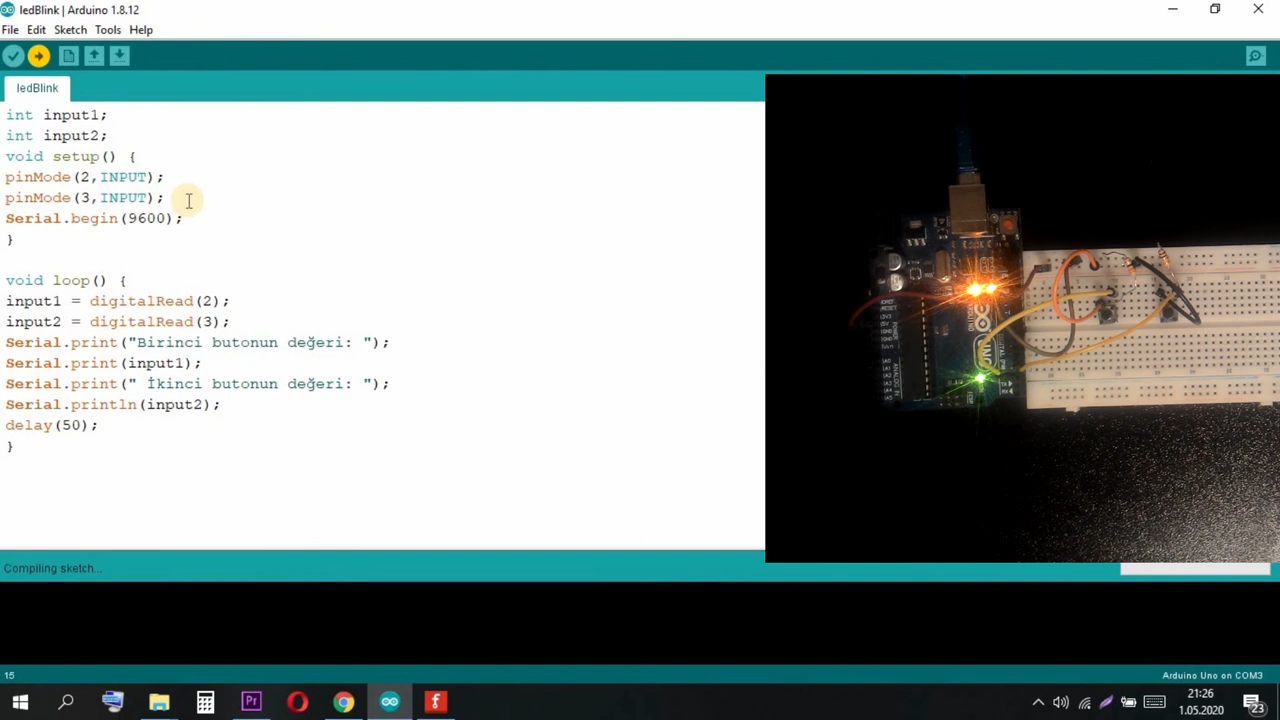 ledBlink | Arduino 1.8.12
File Edit Sketch Tools Help
ledBlink
int input1;
int input2;
void setup() {
pinMode(2,INPUT);
pinMode(3,INPUT);
Serial.begin(9600);
}
void loop() {
input1 = digitalRead(2);
input2 = digitalRead(3);
Serial.print("Birinci butonun değeri: ");
Serial.print(input1);
Serial.print(" İkinci butonun değeri: ");
Serial.println(input2);
delay(50);
}
Compiling sketch...
15
Arduino Uno on COM3
Pr
21:26
1.05.2020
23